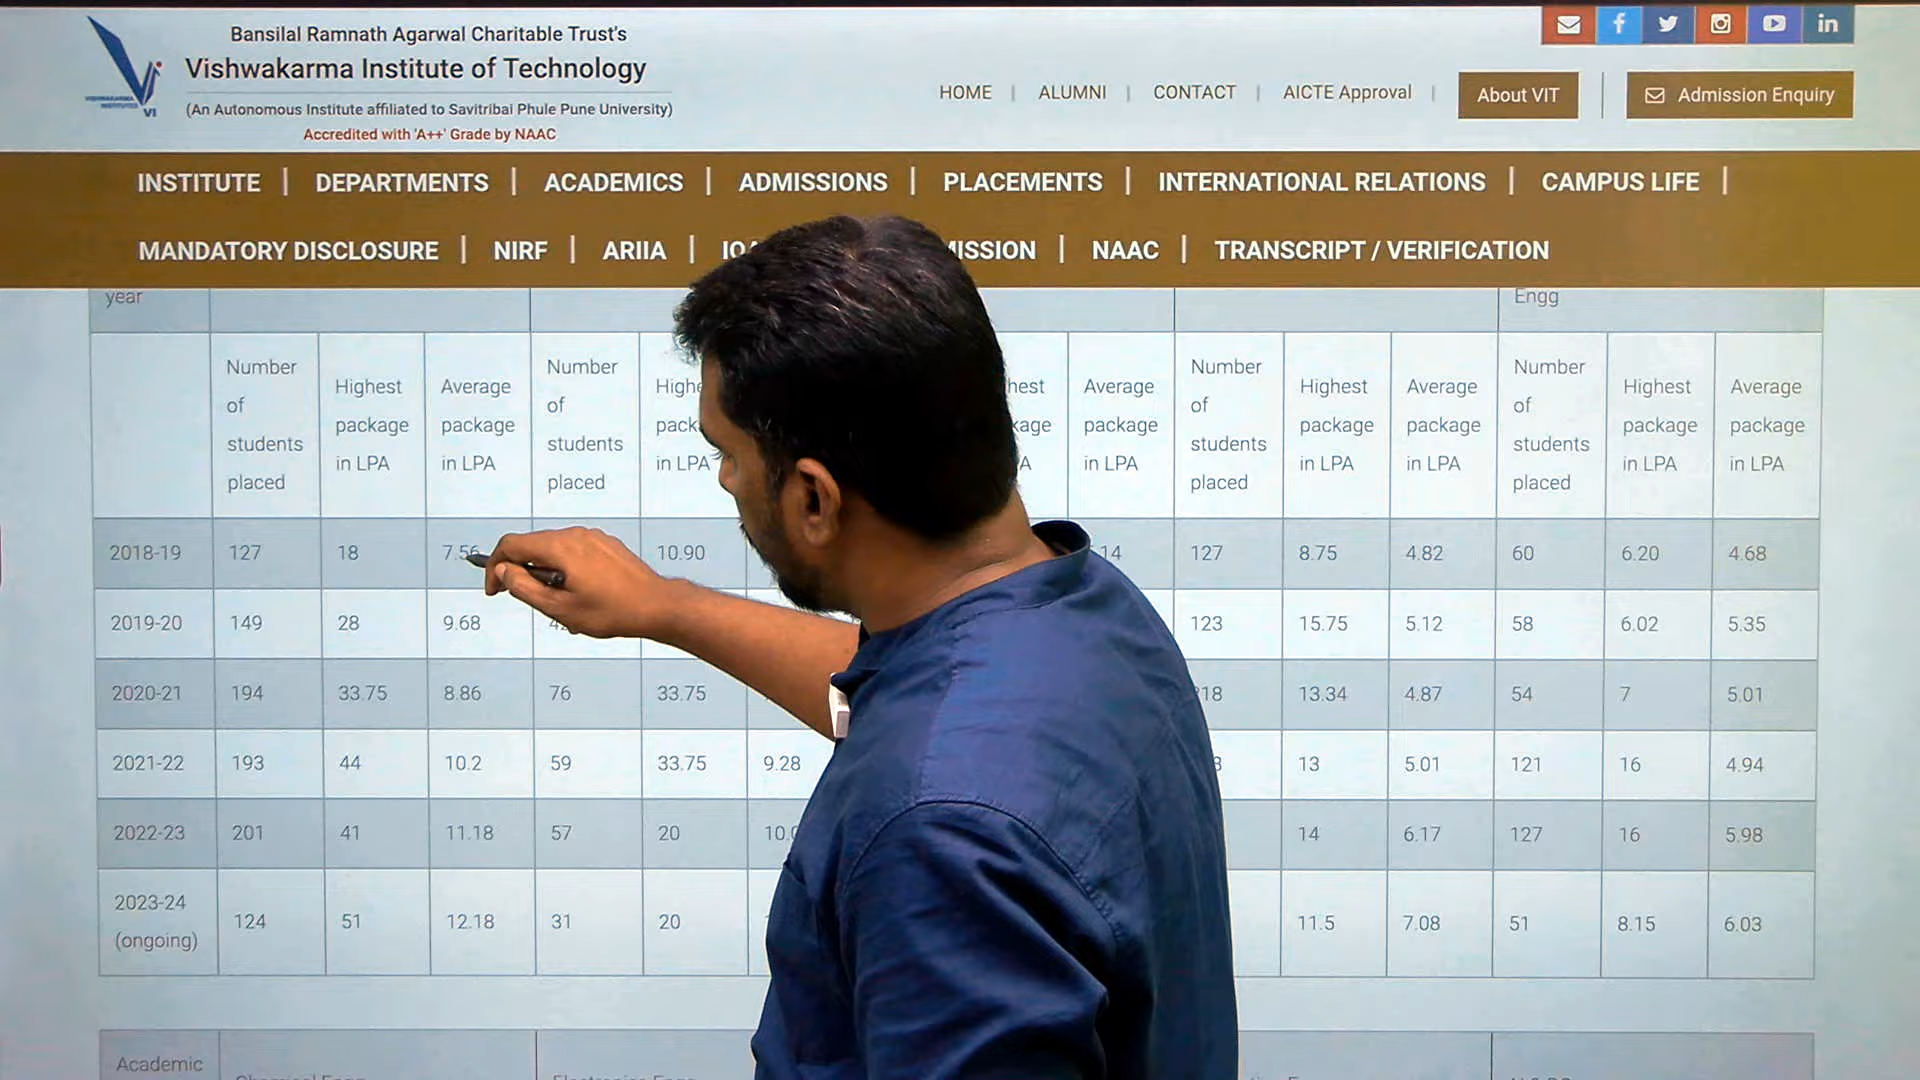 Bansilal Ramnath Agarwal Charitable Trust's
Vishwakarma Institute of Technology
(An Autonomous Institute affiliated to Savitribai Phule Pune University)
Accredited with 'A++' Grade by NAAC
VISHWAKARMA
INSTITUTES
VI
HOME | ALUMNI | CONTACT | AICTE Approval | About VIT | Admission Enquiry
INSTITUTE | DEPARTMENTS | ACADEMICS | ADMISSIONS | PLACEMENTS | INTERNATIONAL RELATIONS | CAMPUS LIFE |
MANDATORY DISCLOSURE | NIRF | ARIIA | | NAAC | TRANSCRIPT / VERIFICATION
year Engg
Number of students placed Highest package in LPA Average package in LPA Number of students placed in LPA Average package in LPA Number of students placed Highest package in LPA Average package in LPA Number of students placed Highest package in LPA Average package in LPA
2018-19 127 18 7.56 10.90 127 8.75 4.82 60 6.20 4.68
2019-20 149 28 9.68 123 15.75 5.12 58 6.02 5.35
2020-21 194 33.75 8.86 76 33.75 13.34 4.87 54 7 5.01
2021-22 193 44 10.2 59 33.75 9.28 13 5.01 121 16 4.94
2022-23 201 41 11.18 57 20 14 6.17 127 16 5.98
2023-24 (ongoing) 124 51 12.18 31 20 11.5 7.08 51 8.15 6.03
Academic